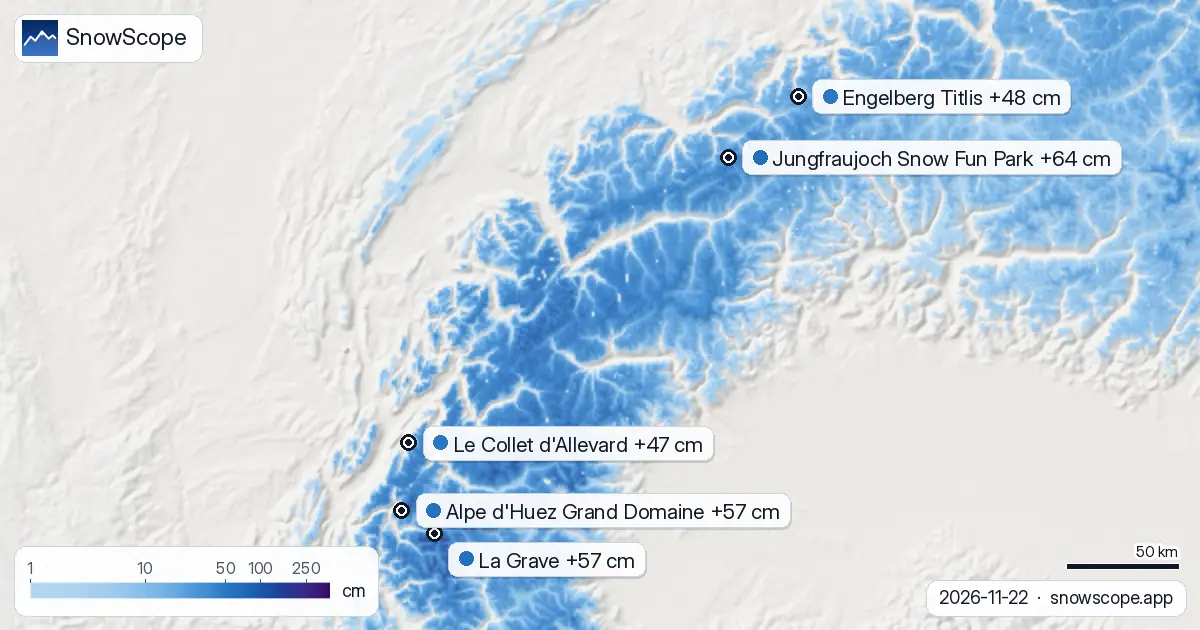 SnowScope
Engelberg Titlis +48 cm
Jungfraujoch Snow Fun Park +64 cm
Le Collet d'Allevard +47 cm
Alpe d'Huez Grand Domaine +57 cm
La Grave +57 cm
1 10 50 100 250
cm
50 km
2026-11-22 · snowscope.app